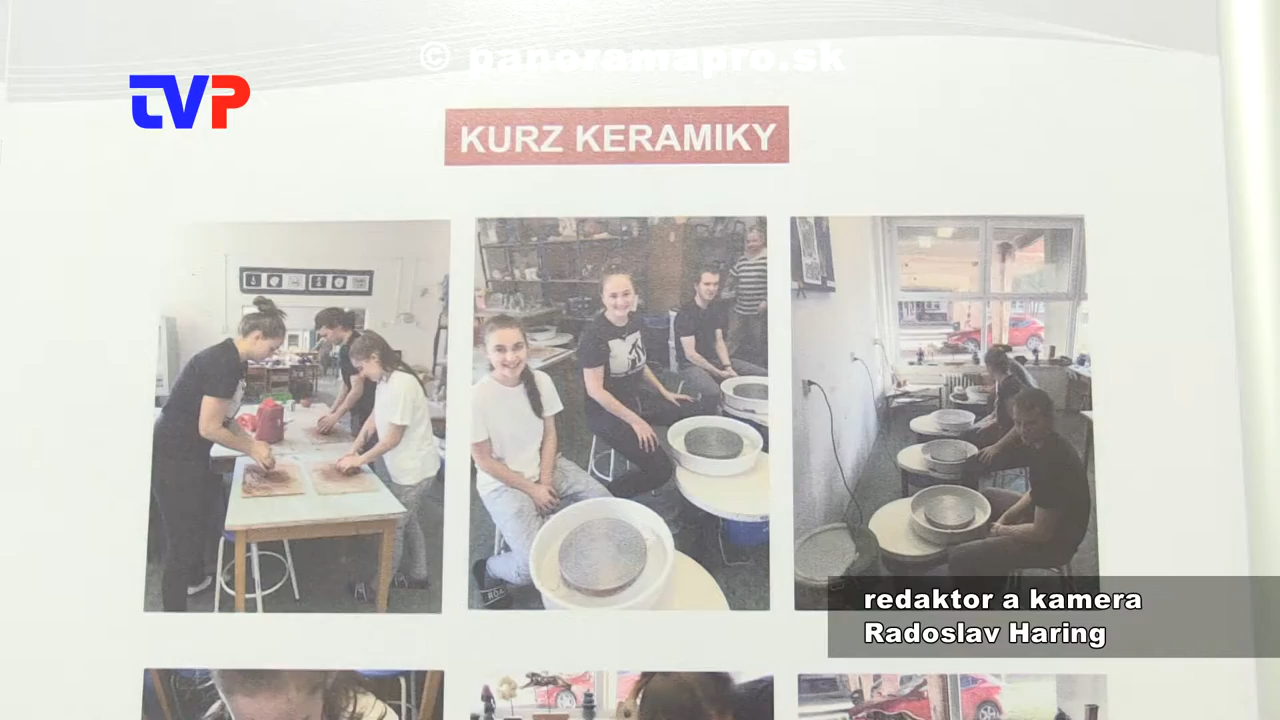 © panoramapro.sk
TVP
KURZ KERAMIKY
redaktor a kamera
Radoslav Haring